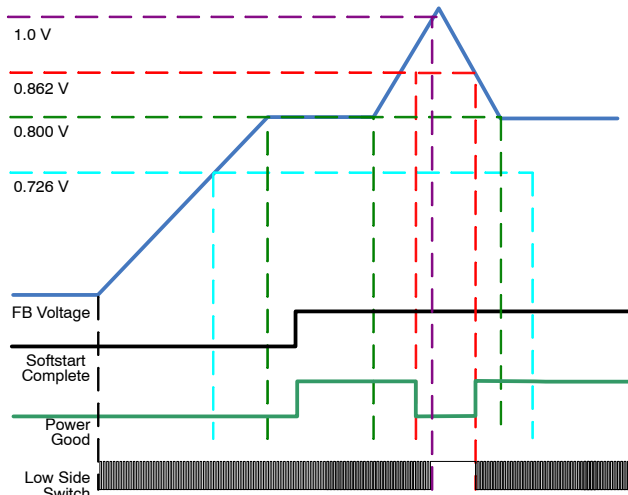 1.0 V
0.862 V
0.800 V
0.726 V
FB Voltage
Softstart
Complete
Power
Good
Low Side
Switch